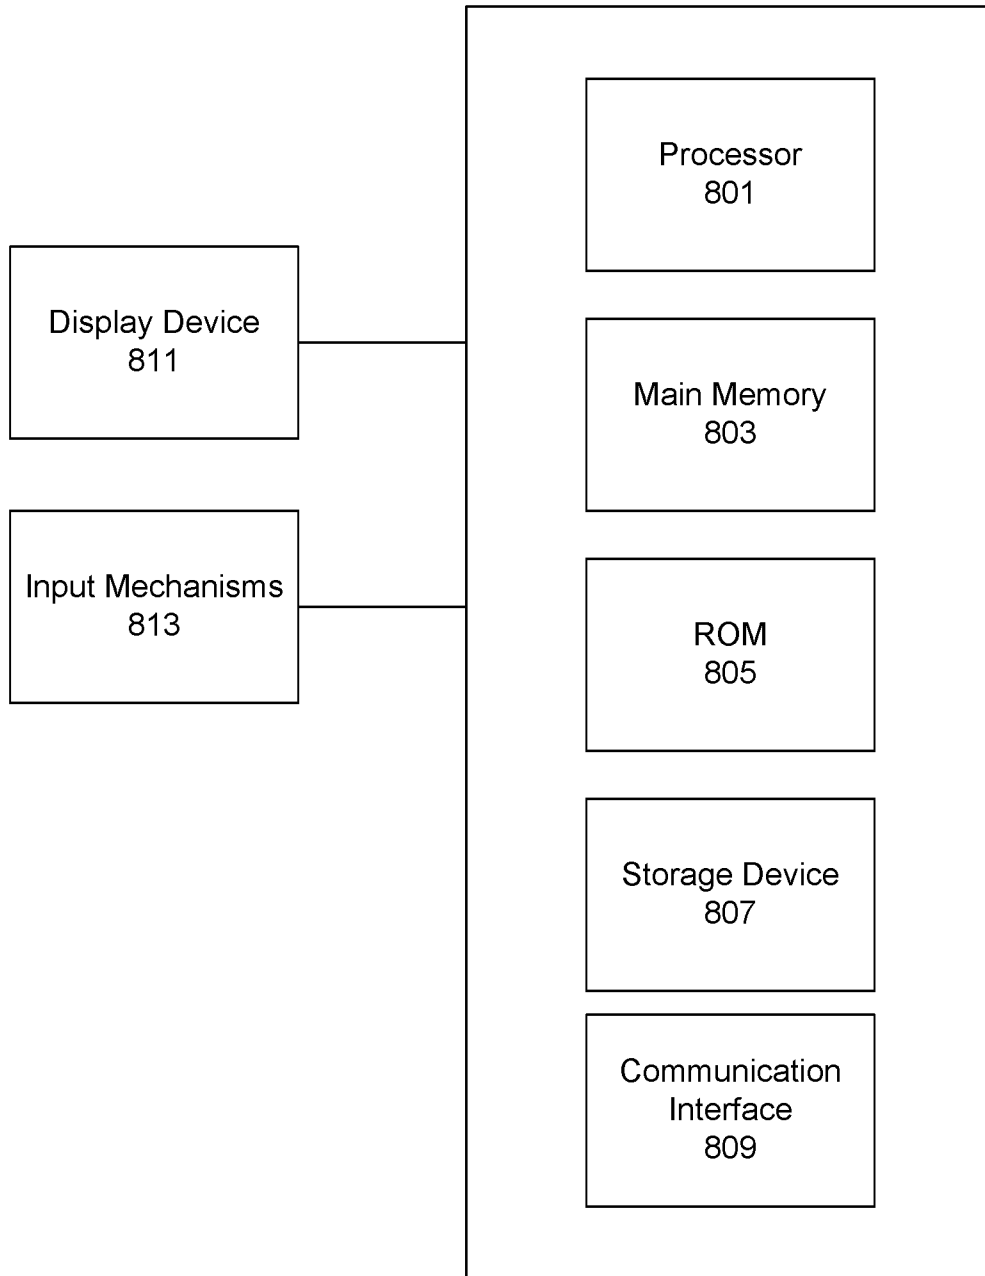 Processor
801
Display Device
811
Main Memory
803
Input Mechanisms
813
ROM
805
Storage Device
807
Communication
Interface
809